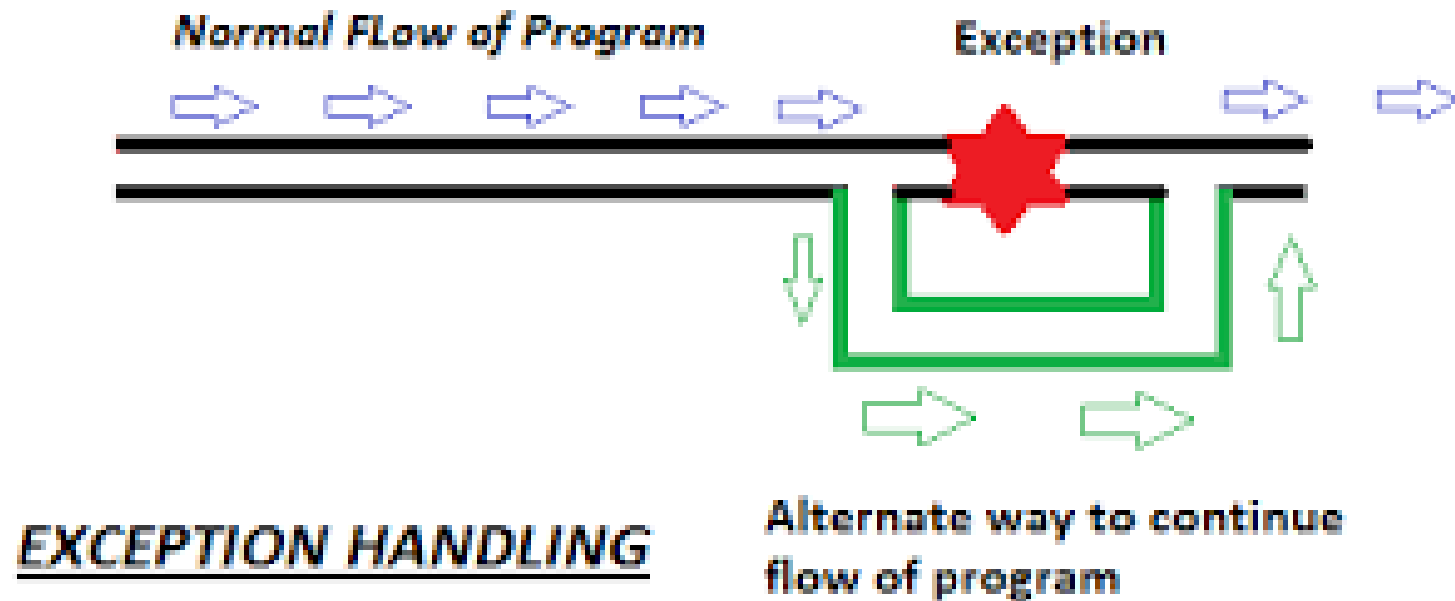 Normal FLow of Program
Exception
EXCEPTION HANDLING
Alternate way to continue
flow of program